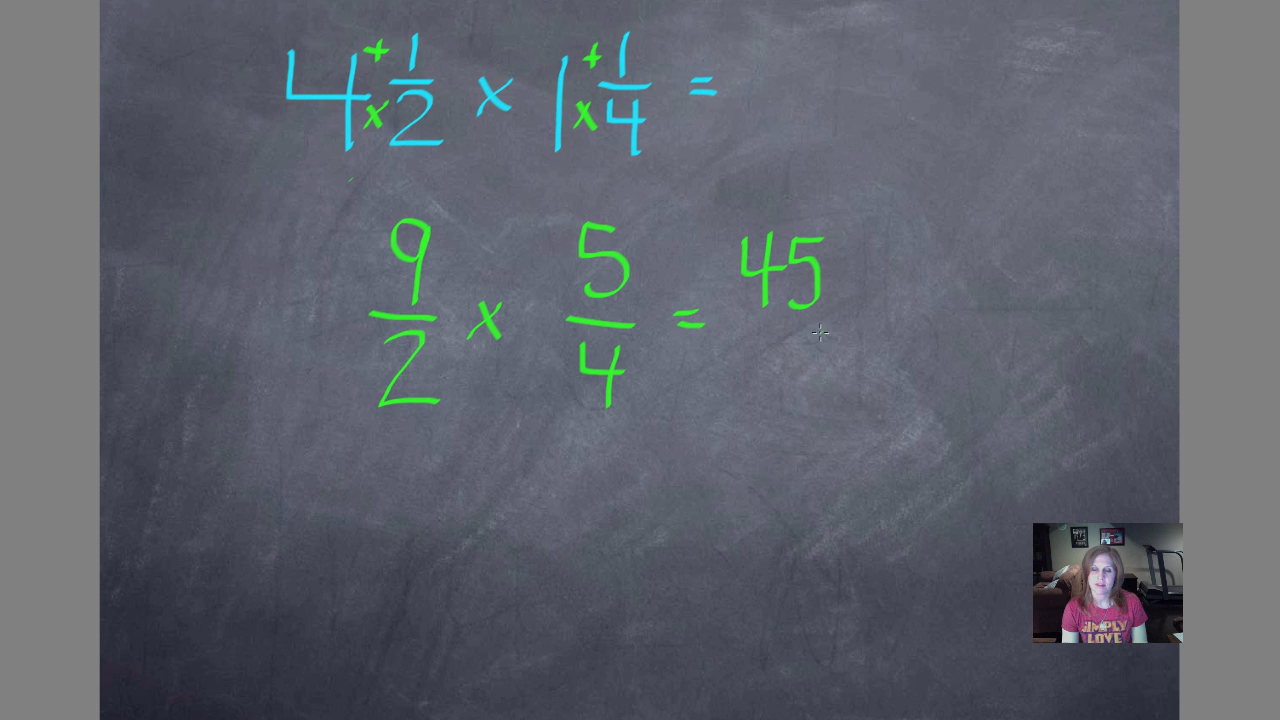 4 + x 1/2 x 1 + x 1/4 =
9/2 x 5/4 = 45
SIMPLY
LOVE